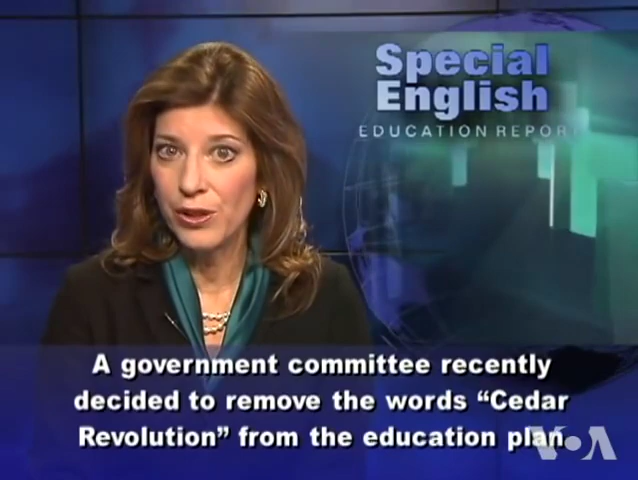 Special
English
EDUCATION REPORT
A government committee recently
decided to remove the words “Cedar
Revolution” from the education plan
VOA